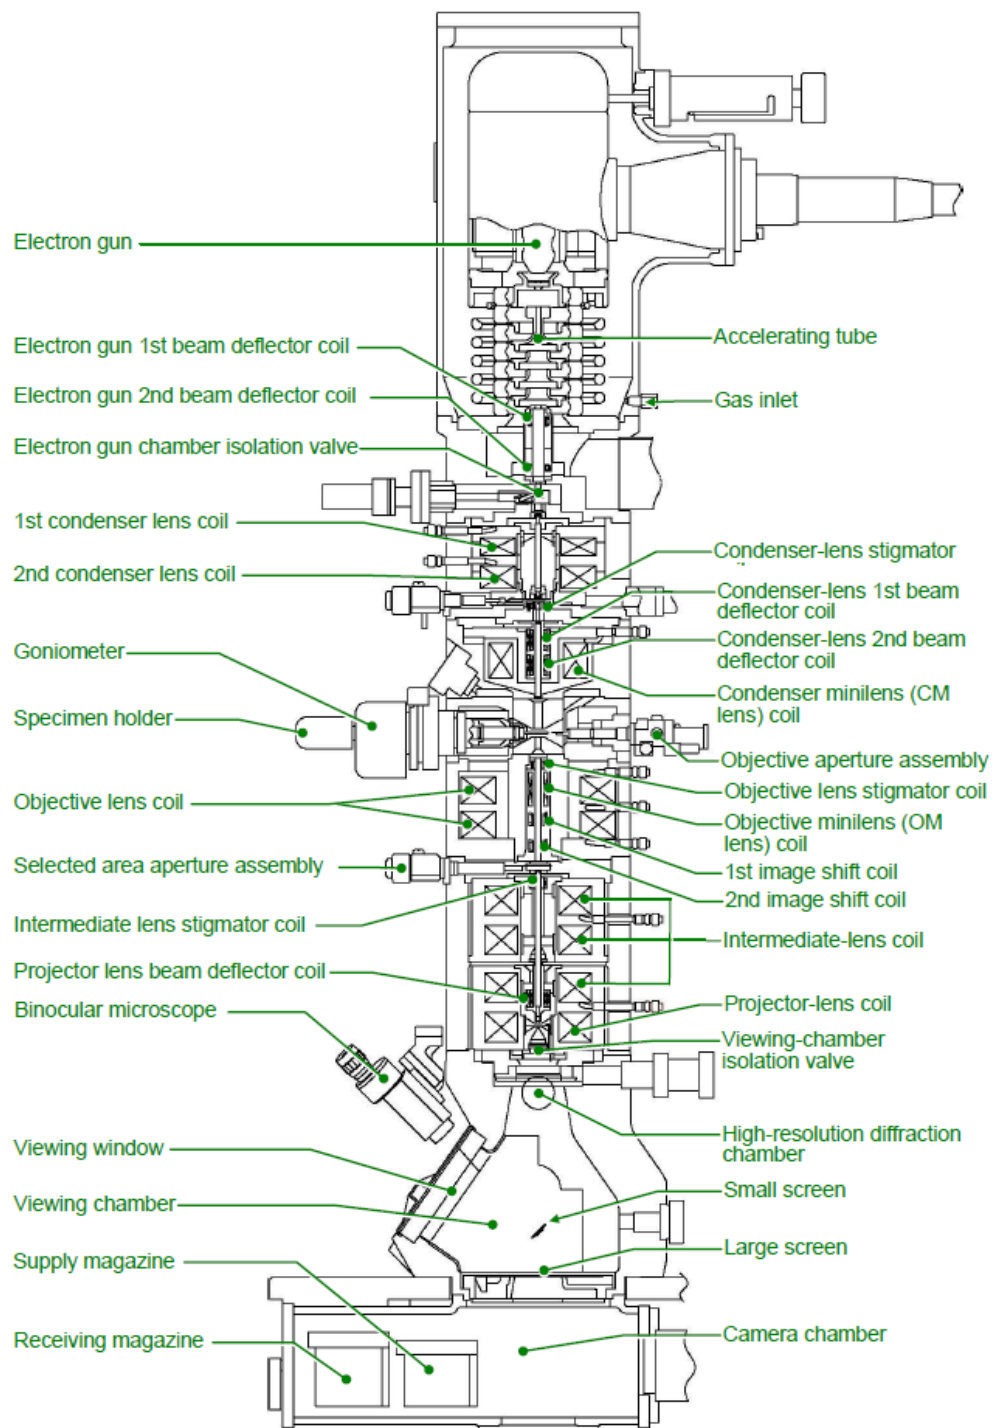 Electron gun
Electron gun 1st beam deflector coil
Electron gun 2nd beam deflector coil
Electron gun chamber isolation valve
1st condenser lens coil
2nd condenser lens coil
Goniometer
Specimen holder
Objective lens coil
Selected area aperture assembly
Intermediate lens stigmator coil
Projector lens beam deflector coil
Binocular microscope
Viewing window
Viewing chamber
Supply magazine
Receiving magazine
Accelerating tube
Gas inlet
Condenser-lens stigmator
Condenser-lens 1st beam
deflector coil
Condenser-lens 2nd beam
deflector coil
Condenser minilens (CM
lens) coil
Objective aperture assembly
Objective lens stigmator coil
Objective minilens (OM
lens) coil
1st image shift coil
2nd image shift coil
Intermediate-lens coil
Projector-lens coil
Viewing-chamber
isolation valve
High-resolution diffraction
chamber
Small screen
Large screen
Camera chamber